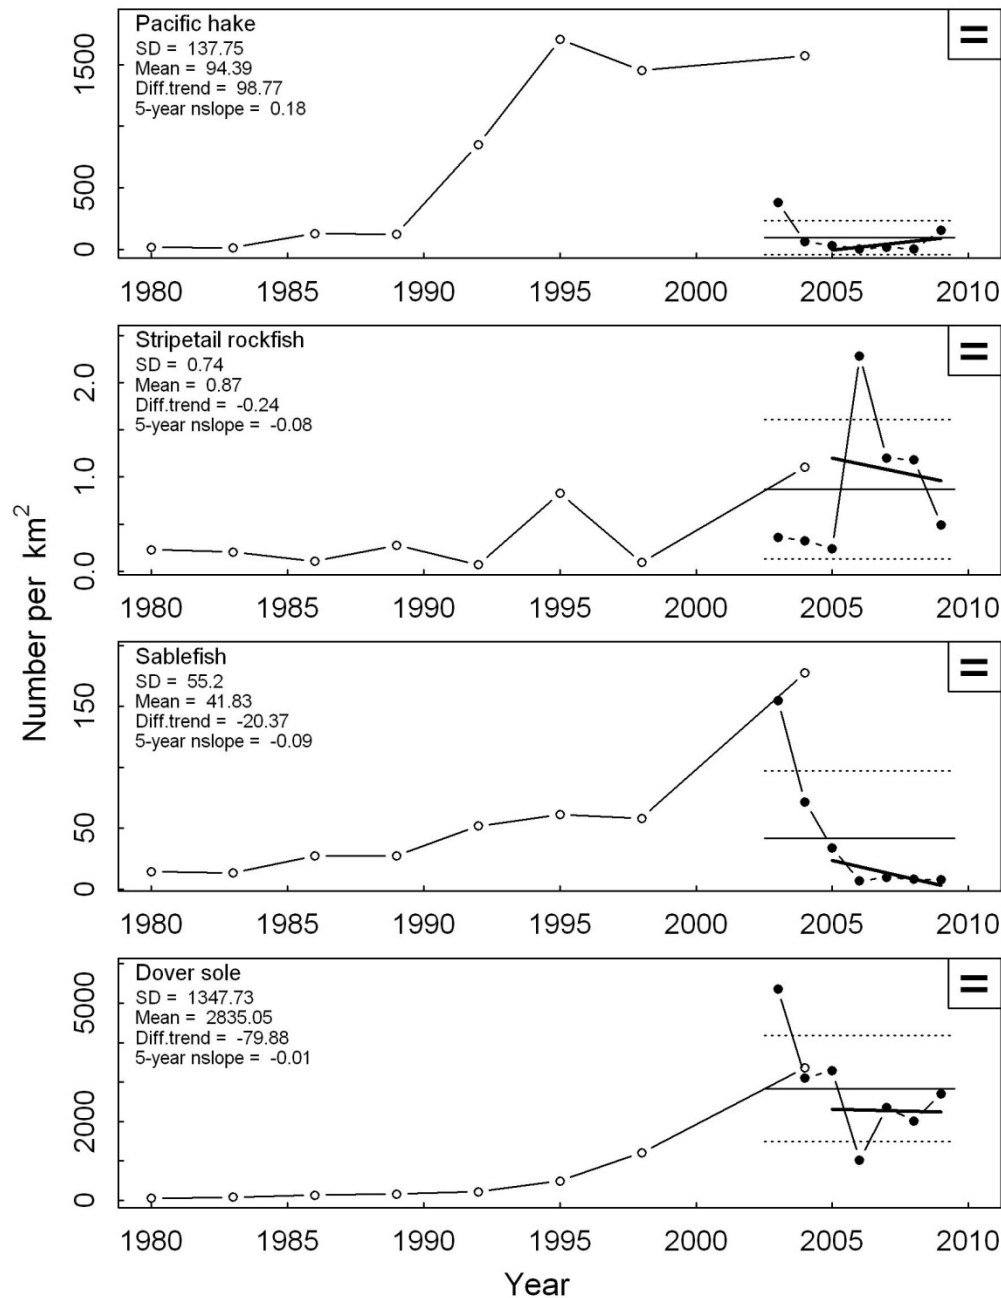 Pacific hake
SD = 137.75
Mean = 94.39
Diff.trend = 98.77
5-year nslope = 0.18
=
1500
500
0
1980 1985 1990 1995 2000 2005 2010
Stripetail rockfish
SD = 0.74
Mean = 0.87
Diff.trend = -0.24
5-year nslope = -0.08
=
2.0
1.0
0.0
1980 1985 1990 1995 2000 2005 2010
Number per km²
Sablefish
SD = 55.2
Mean = 41.83
Diff.trend = -20.37
5-year nslope = -0.09
=
150
50
0
1980 1985 1990 1995 2000 2005 2010
Dover sole
SD = 1347.73
Mean = 2835.05
Diff.trend = -79.88
5-year nslope = -0.01
=
5000
2000
0
1980 1985 1990 1995 2000 2005 2010
Year